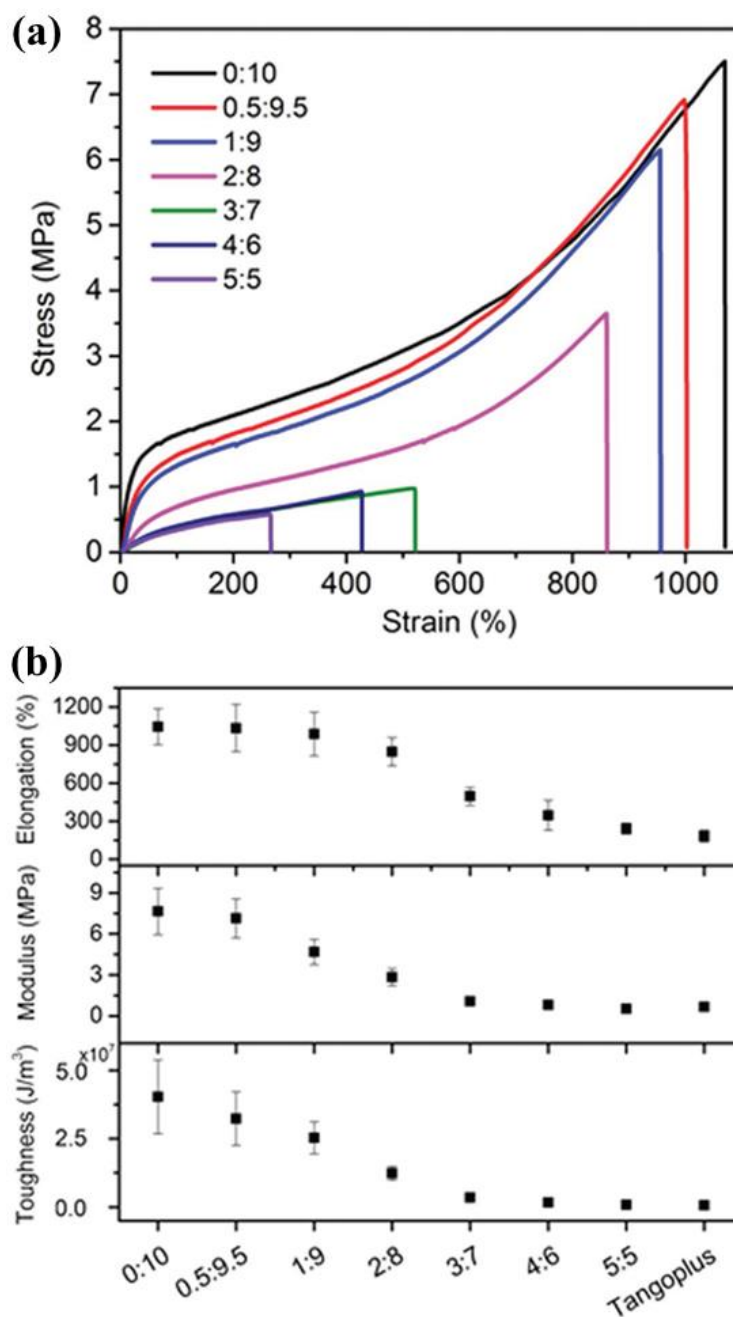 (a)
8
7
6
5
4
3
2
1
0
Stress (MPa)
0:10
0.5:9.5
1:9
2:8
3:7
4:6
5:5
0 200 400 600 800 1000
Strain (%)
(b)
Elongation (%)
1200
900
600
300
0
Modulus (MPa)
9
6
3
0
Toughness (J/m³)
x10⁷
5.0
2.5
0.0
0:10 0.5:9.5 1:9 2:8 3:7 4:6 5:5 Tangoplus